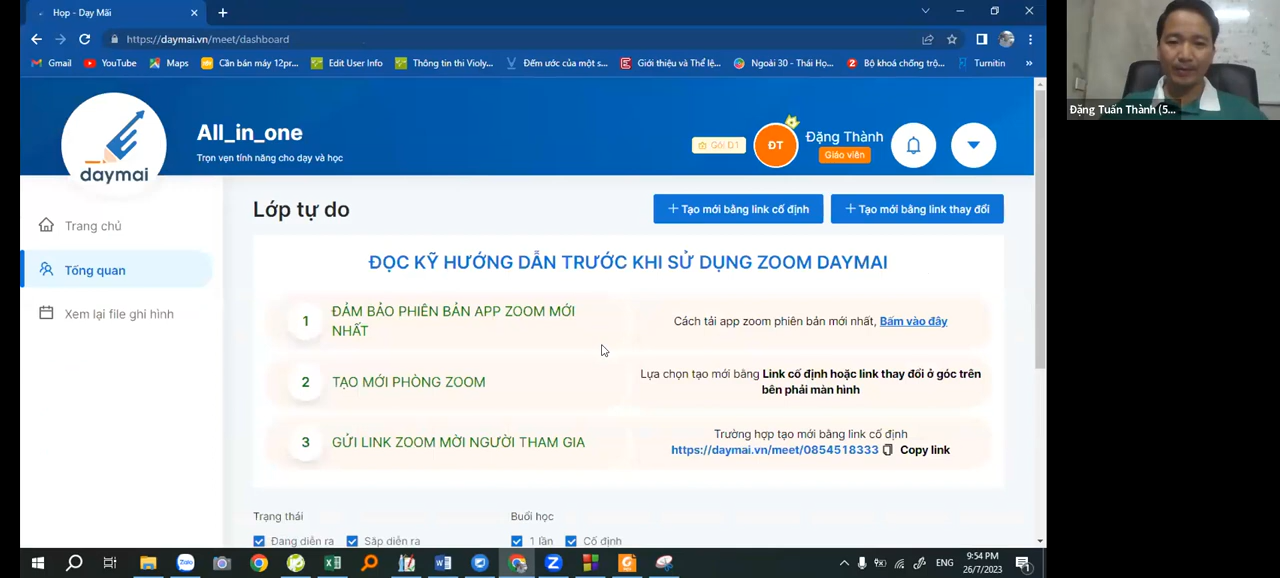 Họp - Dạy Mãi
https://daymai.vn/meet/dashboard
Gmail
YouTube
Maps
Căn bán máy 12pr...
Edit User Info
Thông tin thi Violy...
Đếm ước của một s...
Giới thiệu và Thể lệ...
Ngoài 30 - Thái Họ...
Bộ khoá chống trộ...
Turnitin
»
daymai
All_in_one
Trọn vẹn tính năng cho dạy và học
Gói D1
ĐT
Đặng Thành
Giáo viên
Đặng Tuấn Thành (5...
Trang chủ
Tổng quan
Xem lại file ghi hình
Lớp tự do
+ Tạo mới bằng link cố định
+ Tạo mới bằng link thay đổi
ĐỌC KỸ HƯỚNG DẪN TRƯỚC KHI SỬ DỤNG ZOOM DAYMAI
1
ĐẢM BẢO PHIÊN BẢN APP ZOOM MỚI
NHẤT
Cách tải app zoom phiên bản mới nhất, Bấm vào đây
2
TẠO MỚI PHÒNG ZOOM
Lựa chọn tạo mới bằng Link cố định hoặc link thay đổi ở góc trên
bên phải màn hình
3
GỬI LINK ZOOM MỜI NGƯỜI THAM GIA
Trường hợp tạo mới bằng link cố định
https://daymai.vn/meet/0854518333 Copy link
Trạng thái
Đang diễn ra
Sắp diễn ra
Buổi học
1 lần
Cố định
ENG
9:54 PM
26/7/2023